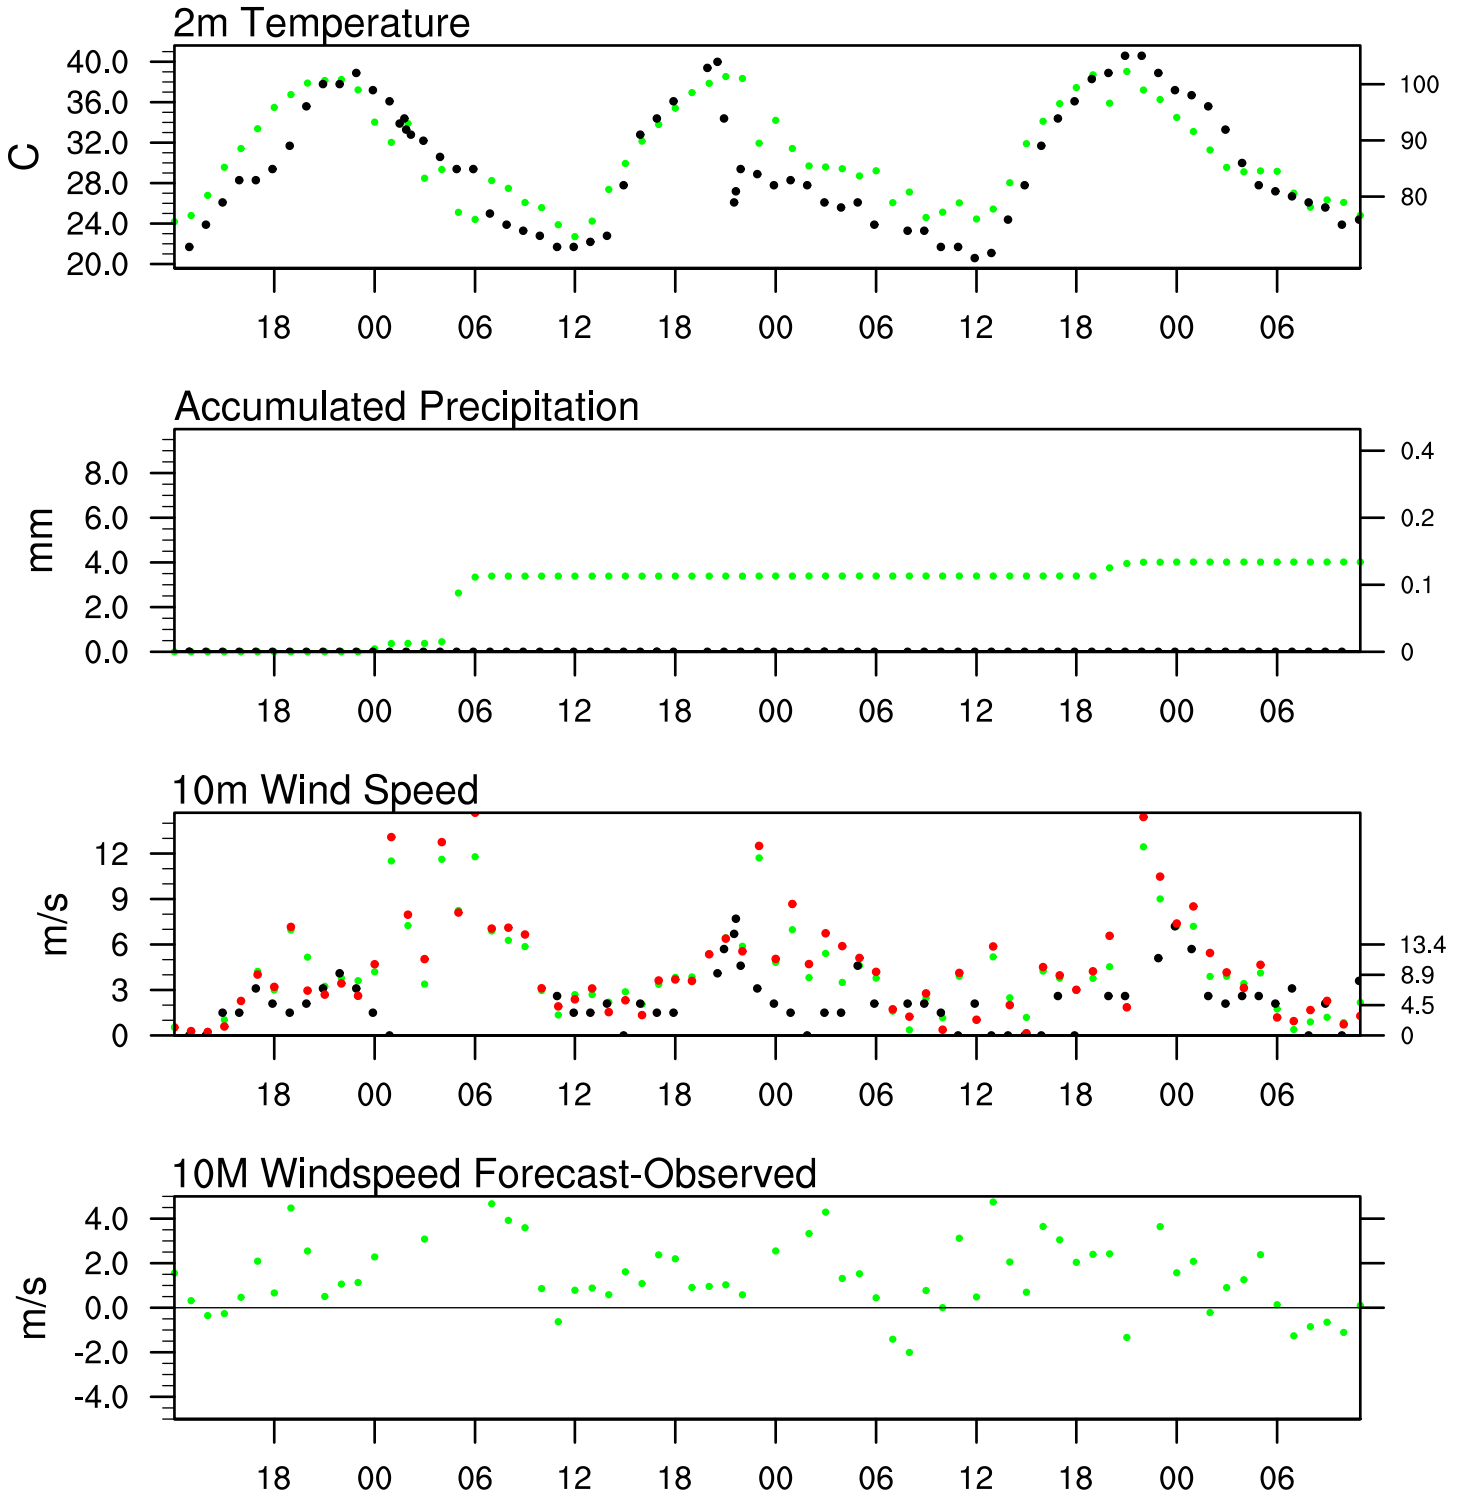 2m Temperature
C
40.0
36.0
32.0
28.0
24.0
20.0
100
90
80
18 00 06 12 18 00 06 12 18 00 06
Accumulated Precipitation
mm
8.0
6.0
4.0
2.0
0.0
0.4
0.2
0.1
0
18 00 06 12 18 00 06 12 18 00 06
10m Wind Speed
m/s
12
9
6
3
0
13.4
8.9
4.5
0
18 00 06 12 18 00 06 12 18 00 06
10M Windspeed Forecast-Observed
m/s
4.0
2.0
0.0
-2.0
-4.0
18 00 06 12 18 00 06 12 18 00 06